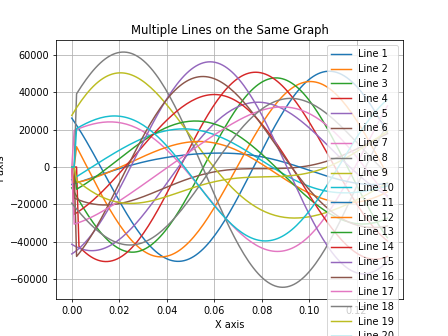 Multiple Lines on the Same Graph
60000
40000
20000
0
−20000
−40000
−60000
0.00
0.02
0.04
0.06
0.08
0.10
X axis
axis
Line 1
Line 2
Line 3
Line 4
Line 5
Line 6
Line 7
Line 8
Line 9
Line 10
Line 11
Line 12
Line 13
Line 14
Line 15
Line 16
Line 17
Line 18
Line 19
Line 20